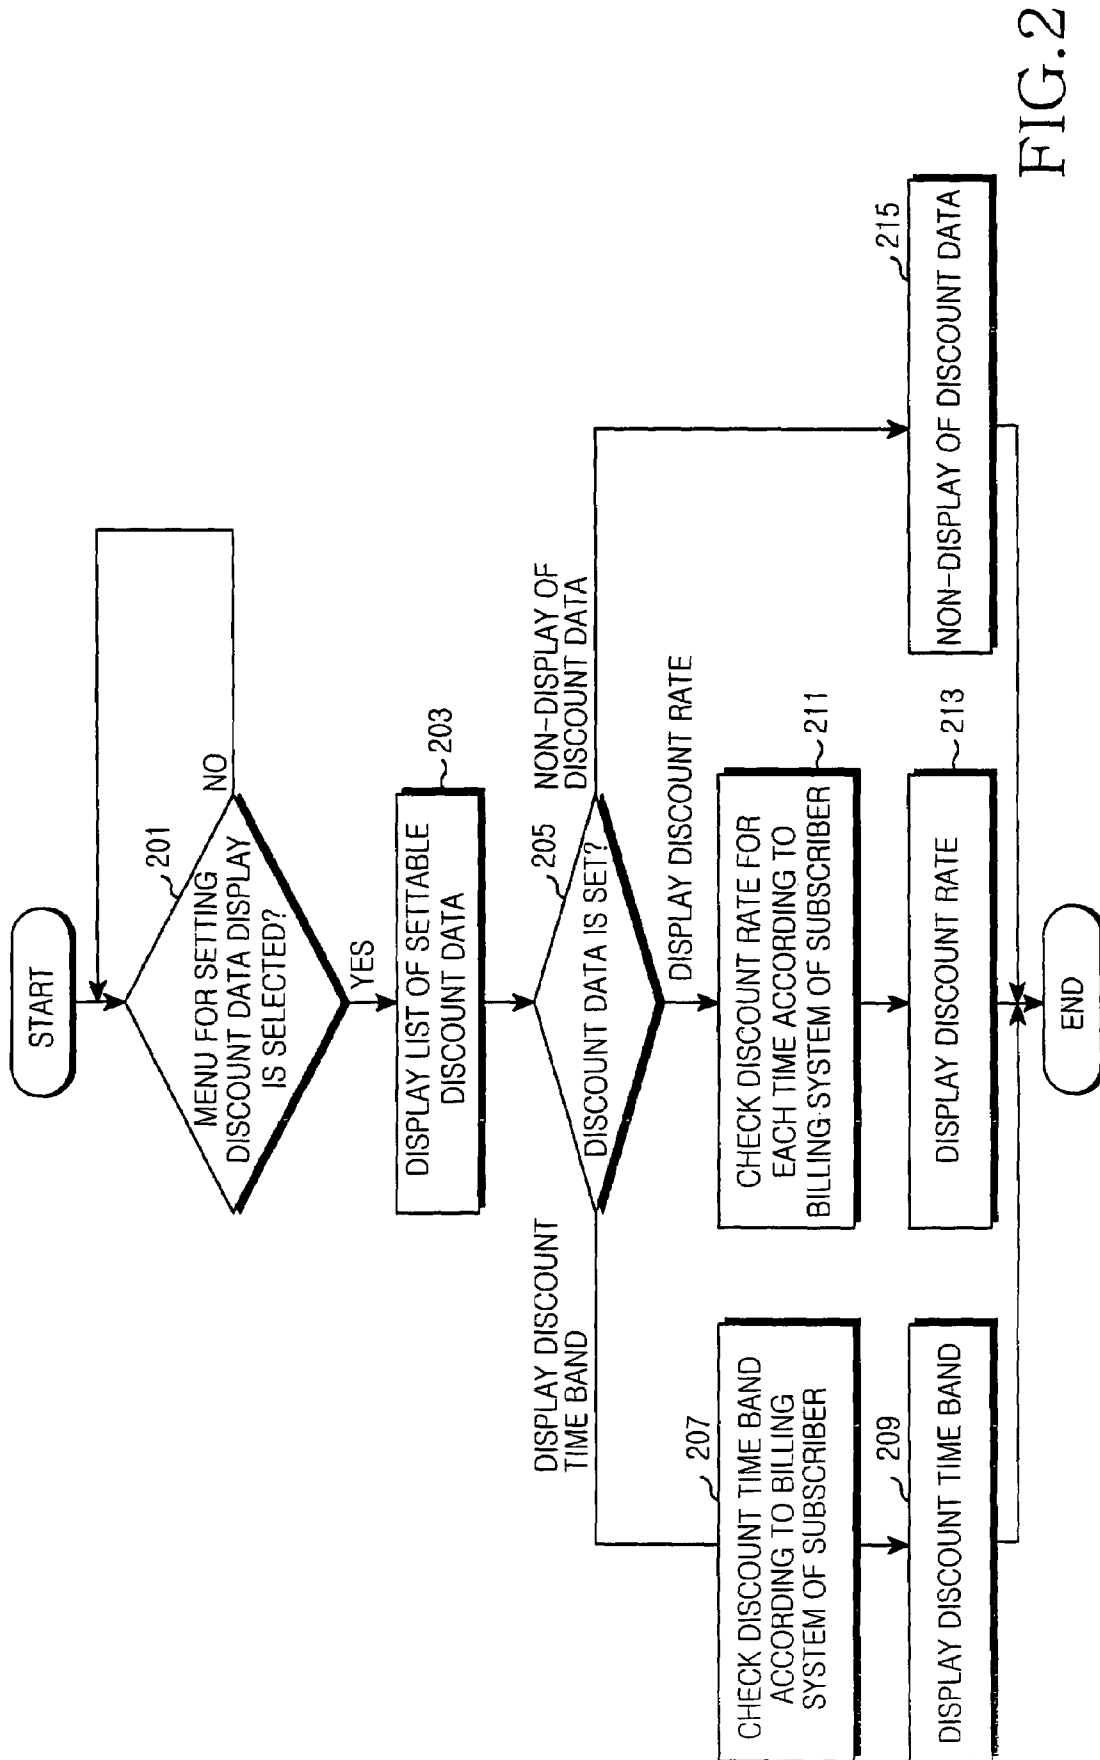 START
201
MENU FOR SETTING
DISCOUNT DATA DISPLAY
IS SELECTED?
NO
YES
203
DISPLAY LIST OF SETTABLE
DISCOUNT DATA
205
DISCOUNT DATA IS SET?
DISPLAY DISCOUNT
TIME BAND
NON-DISPLAY OF
DISCOUNT DATA
DISPLAY DISCOUNT RATE
207
CHECK DISCOUNT TIME BAND
ACCORDING TO BILLING
SYSTEM OF SUBSCRIBER
211
CHECK DISCOUNT RATE FOR
EACH TIME ACCORDING TO
BILLING SYSTEM OF SUBSCRIBER
209
DISPLAY DISCOUNT TIME BAND
213
DISPLAY DISCOUNT RATE
215
NON-DISPLAY OF DISCOUNT DATA
END
FIG.2